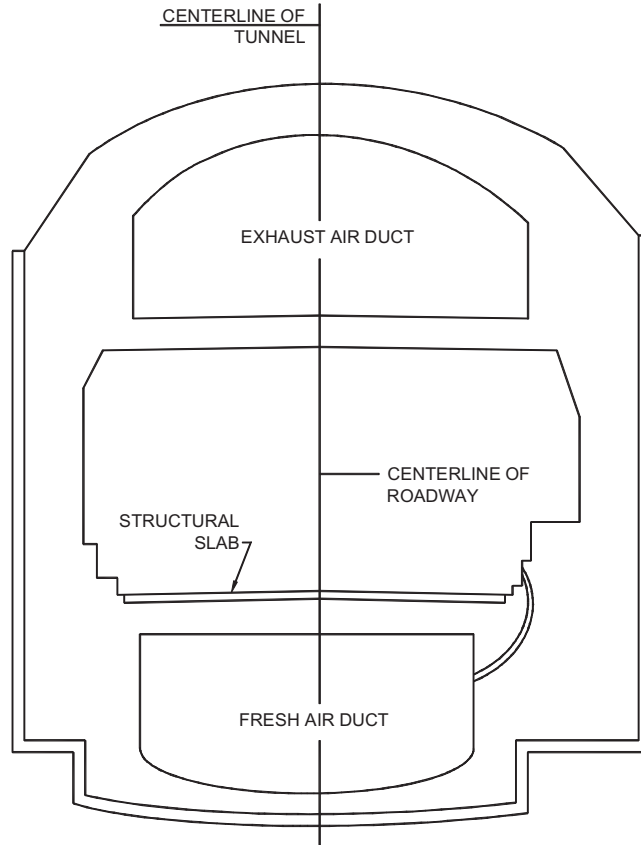 CENTERLINE OF
TUNNEL
EXHAUST AIR DUCT
CENTERLINE OF
ROADWAY
STRUCTURAL
SLAB
FRESH AIR DUCT